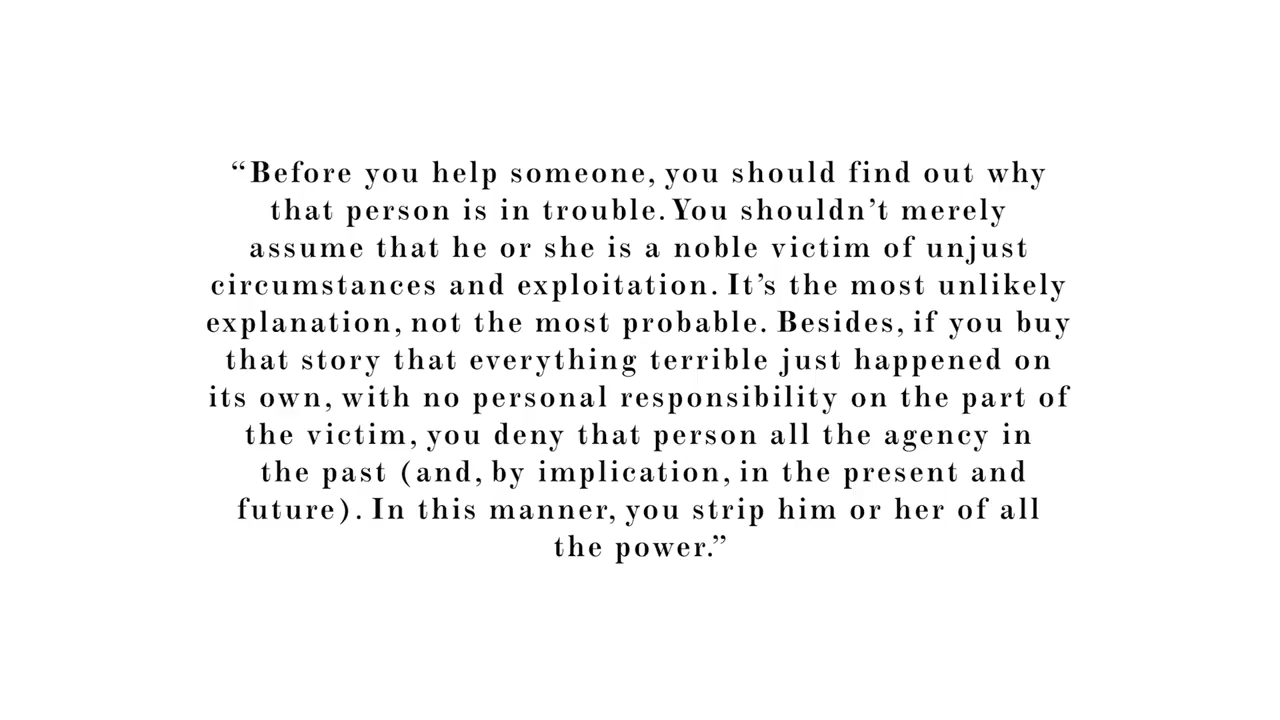 “Before you help someone, you should find out why
that person is in trouble. You shouldn’t merely
assume that he or she is a noble victim of unjust
circumstances and exploitation. It’s the most unlikely
explanation, not the most probable. Besides, if you buy
that story that everything terrible just happened on
its own, with no personal responsibility on the part of
the victim, you deny that person all the agency in
the past (and, by implication, in the present and
future). In this manner, you strip him or her of all
the power.”